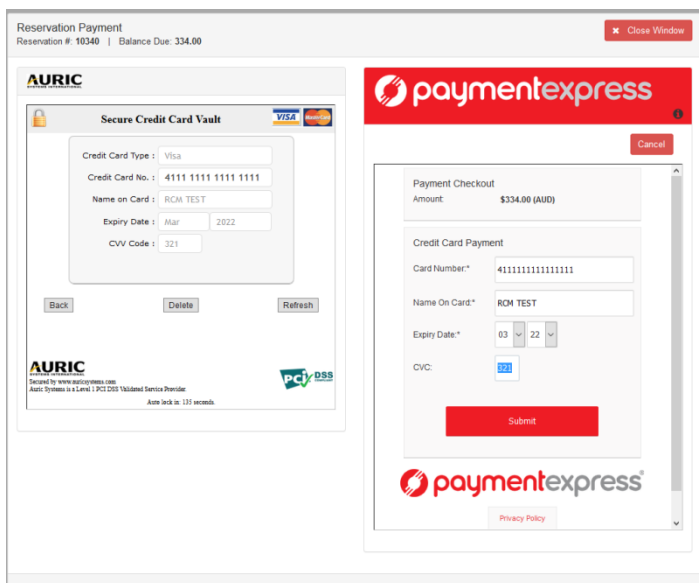 Reservation Payment
Reservation #: 10340 | Balance Due: 334.00
× Close Window
AURIC
SYSTEMS INTERNATIONAL
Secure Credit Card Vault
VISA
MasterCard
Credit Card Type : Visa
Credit Card No. : 4111 1111 1111 1111
Name on Card : RCM TEST
Expiry Date : Mar 2022
CVV Code : 321
Back Delete Refresh
AURIC
SYSTEMS INTERNATIONAL
Secured by www.auricsystems.com
Auric Systems is a Level 1 PCI DSS Validated Service Provider.
PCI DSS
COMPLIANT
Auto lock in: 135 seconds.
paymentexpress
Cancel
Payment Checkout
Amount: $334.00 (AUD)
Credit Card Payment
Card Number:* 4111111111111111
Name On Card:* RCM TEST
Expiry Date:* 03 22
CVC: 321
Submit
paymentexpress
Privacy Policy